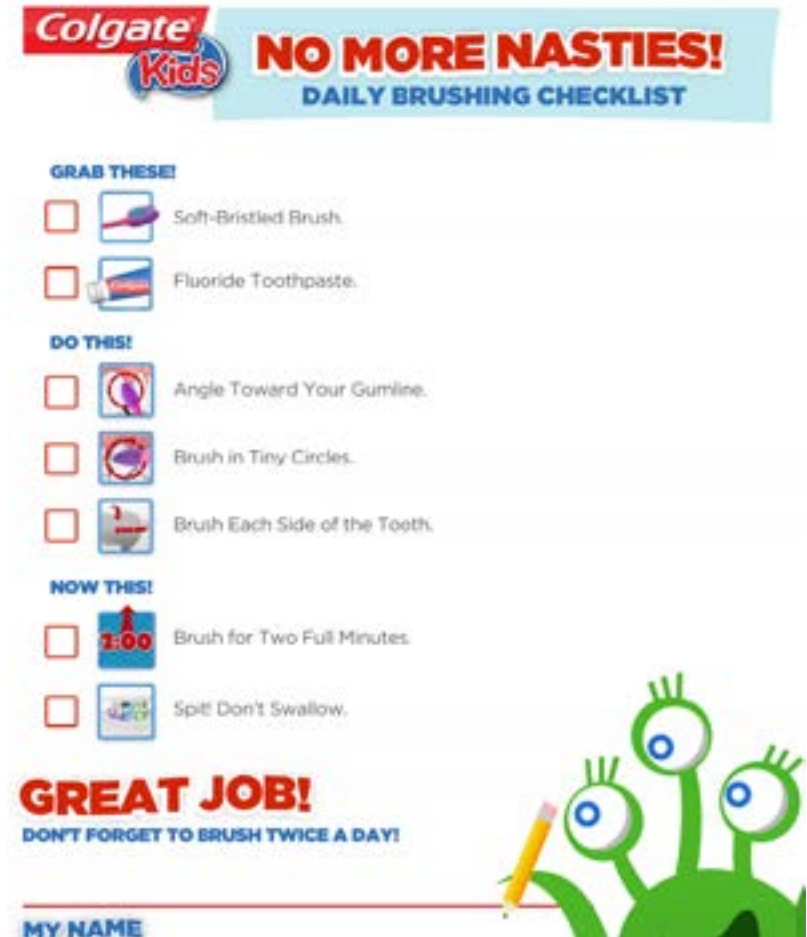 Colgate
Kids
NO MORE NASTIES!
DAILY BRUSHING CHECKLIST
GRAB THESE!
Soft-Bristled Brush.
Colgate
Fluoride Toothpaste.
DO THIS!
Angle Toward Your Gumline.
Brush in Tiny Circles.
Brush Each Side of the Tooth.
NOW THIS!
2:00
Brush for Two Full Minutes.
Spit! Don't Swallow.
GREAT JOB!
DON'T FORGET TO BRUSH TWICE A DAY!
MY NAME